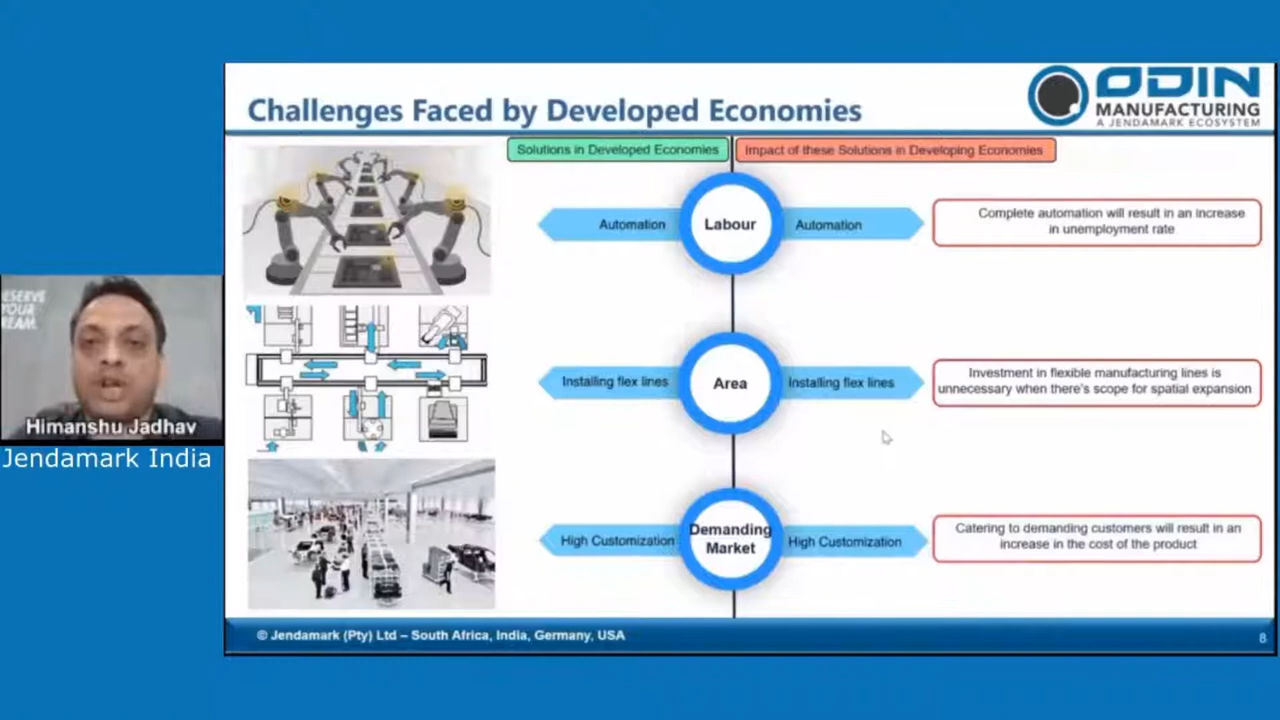 Challenges Faced by Developed Economies
ODIN
MANUFACTURING
A JENDAMARK ECOSYSTEM
Solutions in Developed Economies
Impact of these Solutions in Developing Economies
Automation
Labour
Automation
Complete automation will result in an increase
in unemployment rate
Installing flex lines
Area
Installing flex lines
Investment in flexible manufacturing lines is
unnecessary when there's scope for spatial expansion
High Customization
Demanding
Market
High Customization
Catering to demanding customers will result in an
increase in the cost of the product
YOUR
Himanshu Jadhav
Jendamark India
© Jendamark (Pty) Ltd – South Africa, India, Germany, USA
8